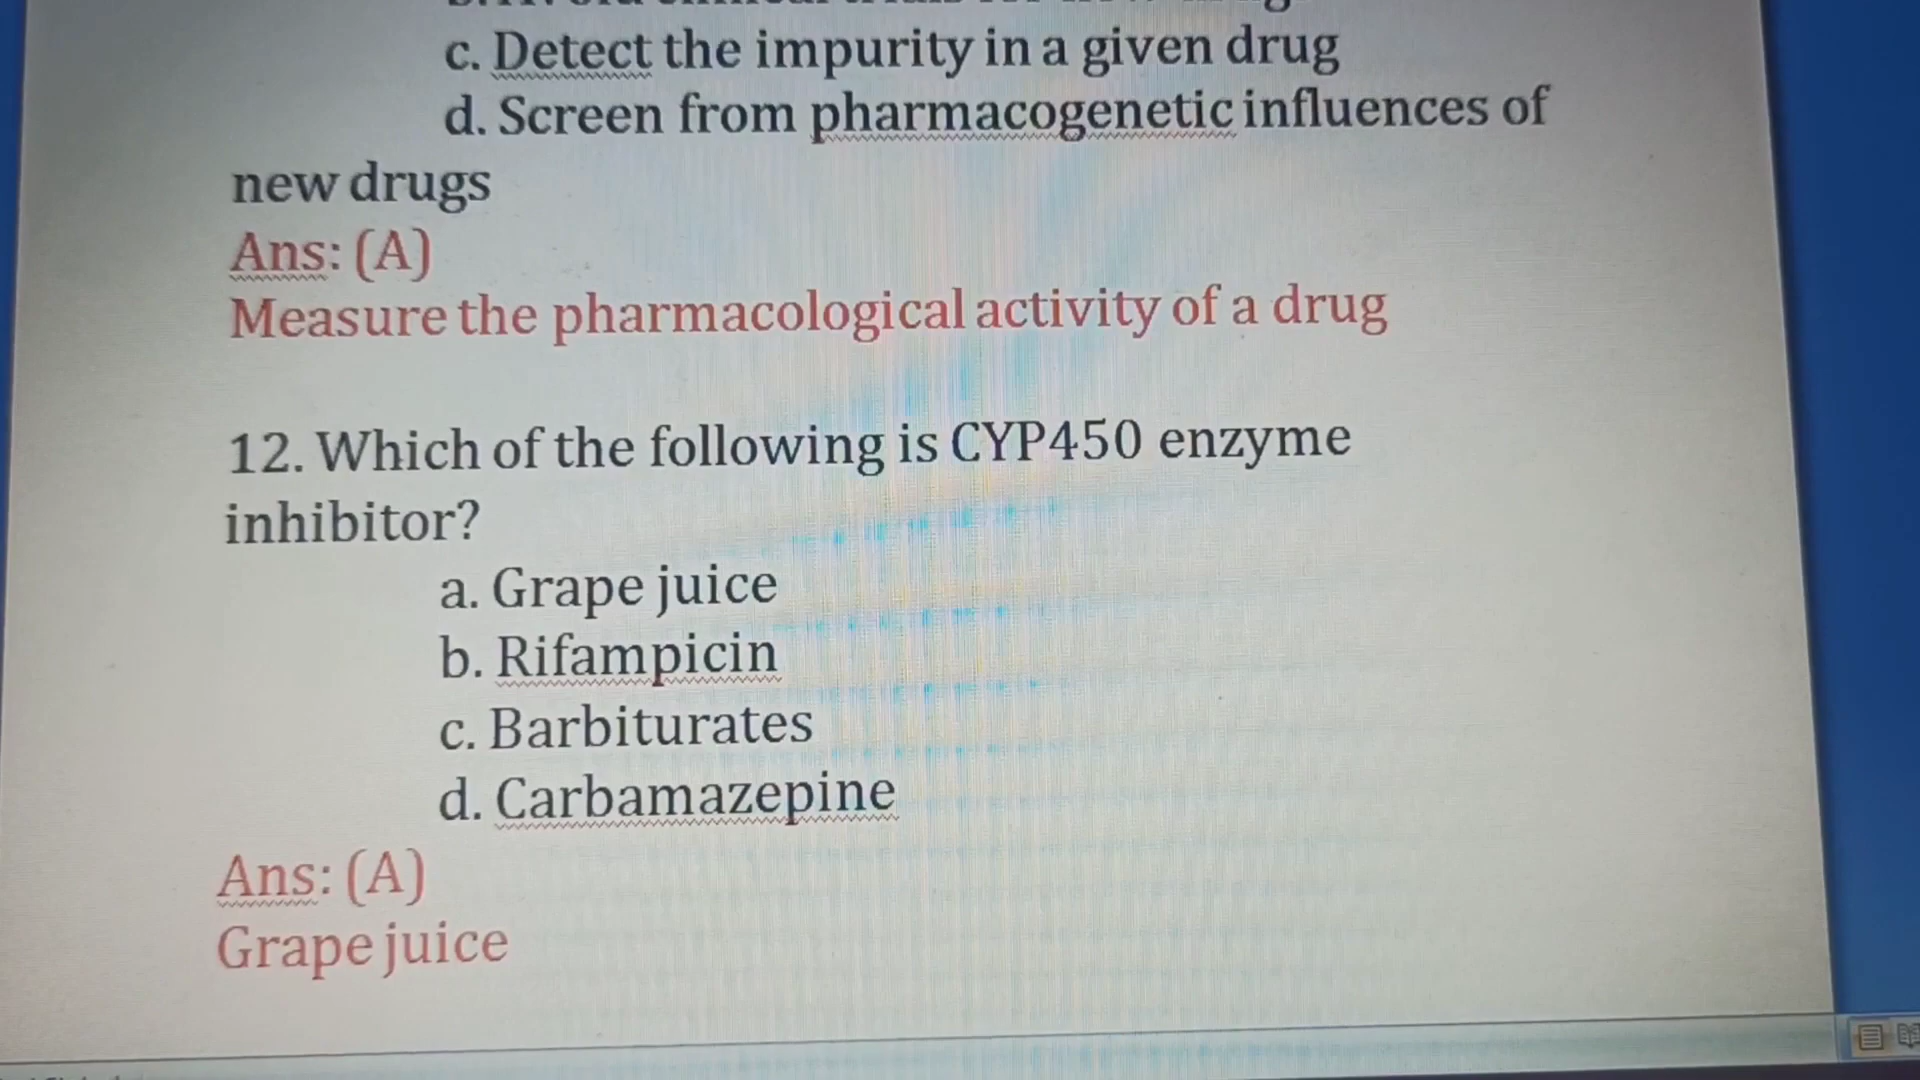 c. Detect the impurity in a given drug
d. Screen from pharmacogenetic influences of
new drugs
Ans: (A)
Measure the pharmacological activity of a drug
12. Which of the following is CYP450 enzyme
inhibitor?
a. Grape juice
b. Rifampicin
c. Barbiturates
d. Carbamazepine
Ans: (A)
Grape juice